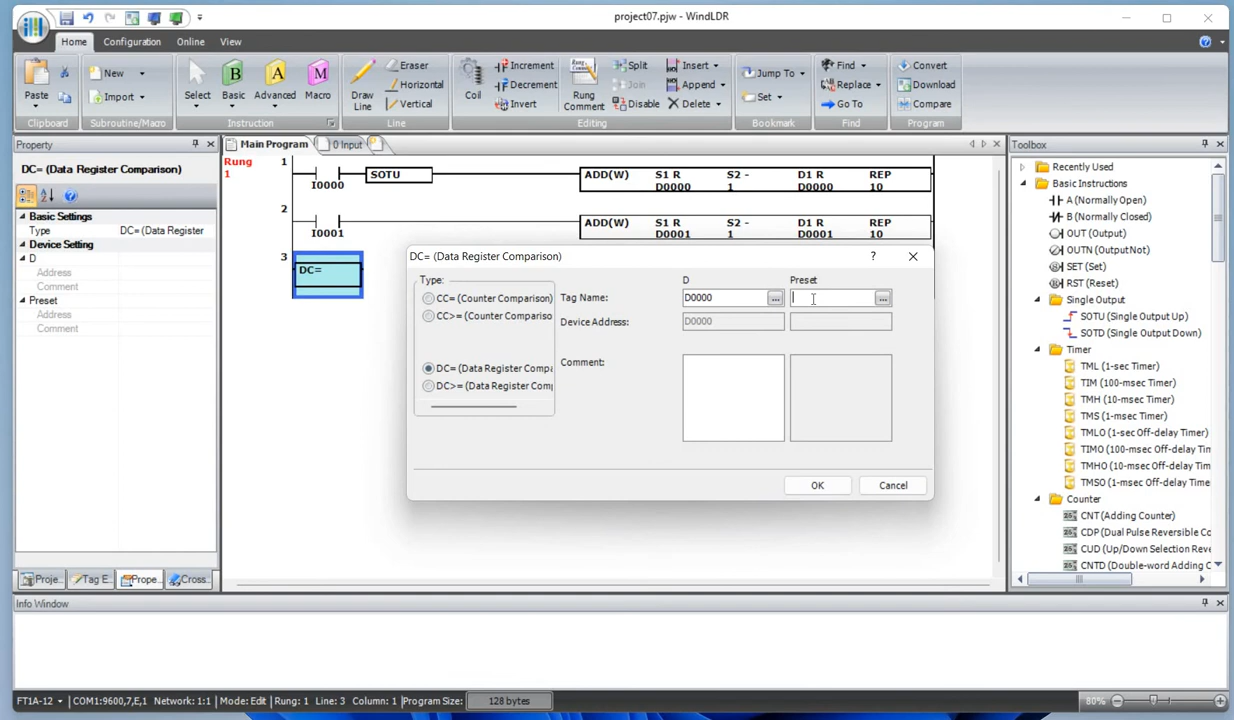 project07.pjw - WindLDR
Home Configuration Online View
Paste
Clipboard
New
Import
Subroutine/Macro
Select
Basic
Advanced
Macro
Instruction
Draw
Line
Eraser
Horizontal
Vertical
Line
Coil
Increment
Decrement
Invert
Rung
Comment
Split
Join
Disable
Insert
Append
Delete
Editing
Jump To
Set
Bookmark
Find
Replace
Go To
Find
Convert
Download
Compare
Program
Property
DC= (Data Register Comparison)
Basic Settings
Type DC= (Data Register
Device Setting
D
Address
Comment
Preset
Address
Comment
Proje...
Tag E...
Prope...
Cross...
Main Program
0 Input
Rung
1
1
I0000
SOTU
ADD(W) S1 R S2 - D1 R REP
D0000 1 D0000 10
2
I0001
ADD(W) S1 R S2 - D1 R REP
D0001 1 D0001 10
3
DC=
DC= (Data Register Comparison)
?
Type:
CC= (Counter Comparison)
CC>= (Counter Compariso
DC= (Data Register Compa
DC>= (Data Register Com
D Preset
Tag Name: D0000
Device Address: D0000
Comment:
OK Cancel
Toolbox
Recently Used
Basic Instructions
A (Normally Open)
B (Normally Closed)
OUT (Output)
OUTN (OutputNot)
SET (Set)
RST (Reset)
Single Output
SOTU (Single Output Up)
SOTD (Single Output Down)
Timer
TML (1-sec Timer)
TIM (100-msec Timer)
TMH (10-msec Timer)
TMS (1-msec Timer)
TMLO (1-sec Off-delay Timer)
TIMO (100-msec Off-delay Tim
TMHO (10-msec Off-delay Tim
TMSO (1-msec Off-delay Time
Counter
CNT (Adding Counter)
CDP (Dual Pulse Reversible Co
CUD (Up/Down Selection Reve
CNTD (Double-word Adding C
Info Window
FT1A-12 COM1:9600,7,E,1 Network: 1:1 Mode: Edit Rung: 1 Line: 3 Column: 1 Program Size: 128 bytes 80%